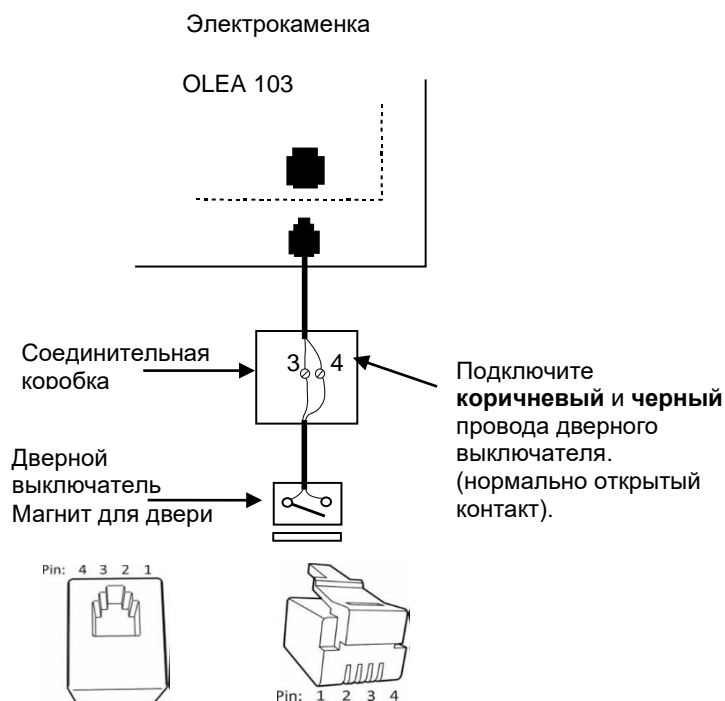 Электрокаменка
OLEA 103
Соединительная
коробка
3 4
Подключите
коричневый и черный
провода дверного
выключателя.
(нормально открытый
контакт).
Дверной
выключатель
Магнит для двери
Pin: 4 3 2 1
Pin: 1 2 3 4